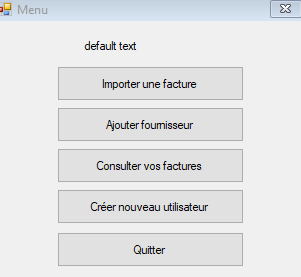 Menu
default text
Importer une facture
Ajouter fournisseur
Consulter vos factures
Créer nouveau utilisateur
Quitter